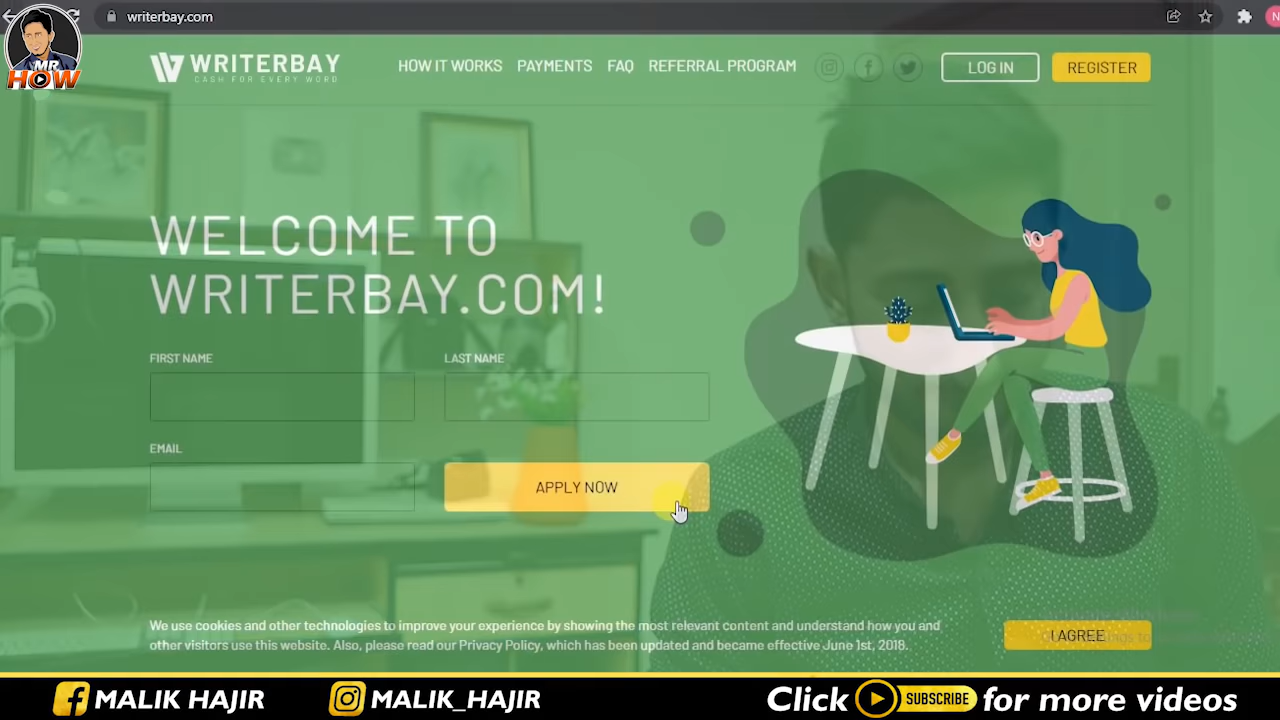 writerbay.com
N
MR
HOW
WRITERBAY
CASH FOR EVERY WORD
HOW IT WORKS PAYMENTS FAQ REFERRAL PROGRAM
LOG IN
REGISTER
WELCOME TO
WRITERBAY.COM!
FIRST NAME
LAST NAME
EMAIL
APPLY NOW
We use cookies and other technologies to improve your experience by showing the most relevant content and understand how you and
other visitors use this website. Also, please read our Privacy Policy, which has been updated and became effective June 1st, 2018.
I AGREE
MALIK HAJIR
MALIK_HAJIR
Click SUBSCRIBE for more videos